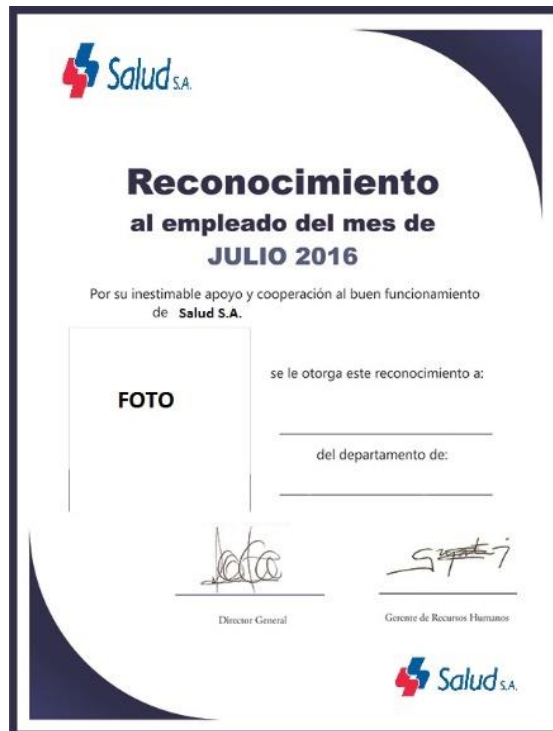 Salud S.A.
Reconocimiento
al empleado del mes de
JULIO 2016
Por su inestimable apoyo y cooperación al buen funcionamiento
de Salud S.A.
FOTO
se le otorga este reconocimiento a:
del departamento de:
Director General
Gerente de Recursos Humanos
Salud S.A.